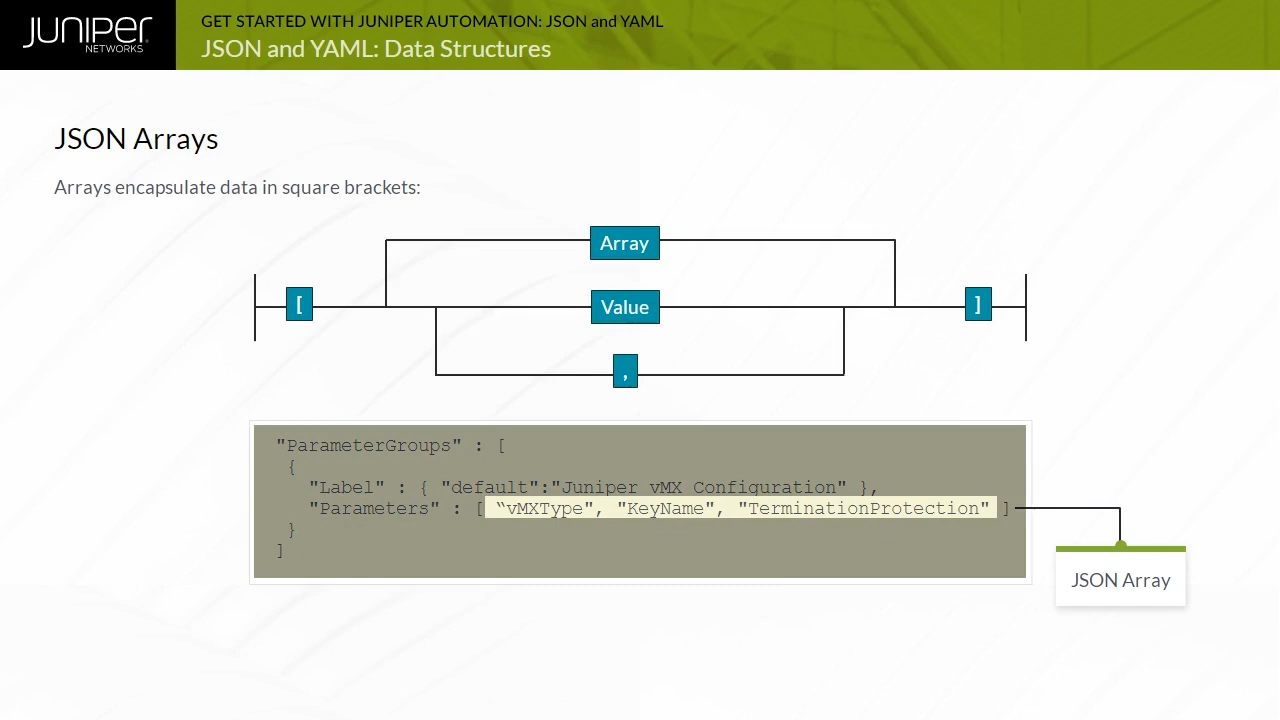 JUNIPER
NETWORKS
GET STARTED WITH JUNIPER AUTOMATION: JSON and YAML
JSON and YAML: Data Structures
JSON Arrays
Arrays encapsulate data in square brackets:
Array
[ Value ]
,
"ParameterGroups" : [
{
"Label" : { "default":"Juniper vMX Configuration" },
"Parameters" : [ “vMXType", "KeyName", "TerminationProtection" ]
}
]
JSON Array